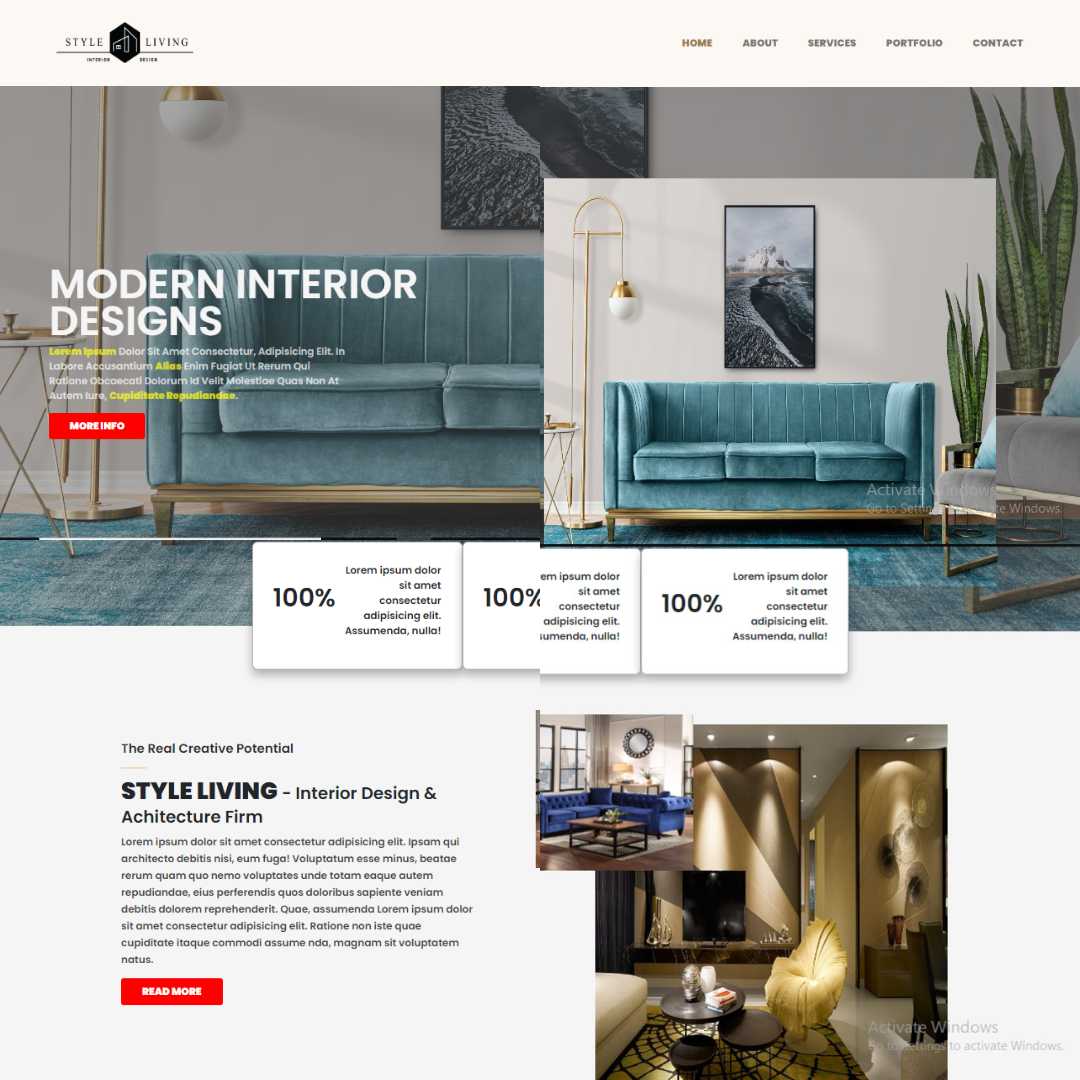 STYLE LIVING
INTERIOR DESIGN
HOME ABOUT SERVICES PORTFOLIO CONTACT
MODERN INTERIOR
DESIGNS
Lorem Ipsum Dolor Sit Amet Consectetur, Adipisicing Elit. In
Labore Accusantium Alias Enim Fugiat Ut Rerum Qui
Ratione Obcaecati Dolorum Id Velit Molestiae Quas Non At
Autem Iure, Cupiditate Repudiandae.
MORE INFO
Activate Windows
Go to Settings to activate Windows.
100%
Lorem ipsum dolor
sit amet
consectetur
adipisicing elit.
Assumenda, nulla!
100%
em ipsum dolor
sit amet
consectetur
adipisicing elit.
sumenda, nulla!
100%
Lorem ipsum dolor
sit amet
consectetur
adipisicing elit.
Assumenda, nulla!
The Real Creative Potential
STYLE LIVING - Interior Design &
Achitecture Firm
Lorem ipsum dolor sit amet consectetur adipisicing elit. Ipsam qui
architecto debitis nisi, eum fuga! Voluptatum esse minus, beatae
rerum quam quo nemo voluptates unde totam eaque autem
repudiandae, eius perferendis quos doloribus sapiente veniam
debitis dolorem reprehenderit. Quae, assumenda Lorem ipsum dolor
sit amet consectetur adipisicing elit. Ratione non iste quae
cupiditate itaque commodi assume nda, magnam sit voluptatem
natus.
READ MORE
Activate Windows
Go to Settings to activate Windows.